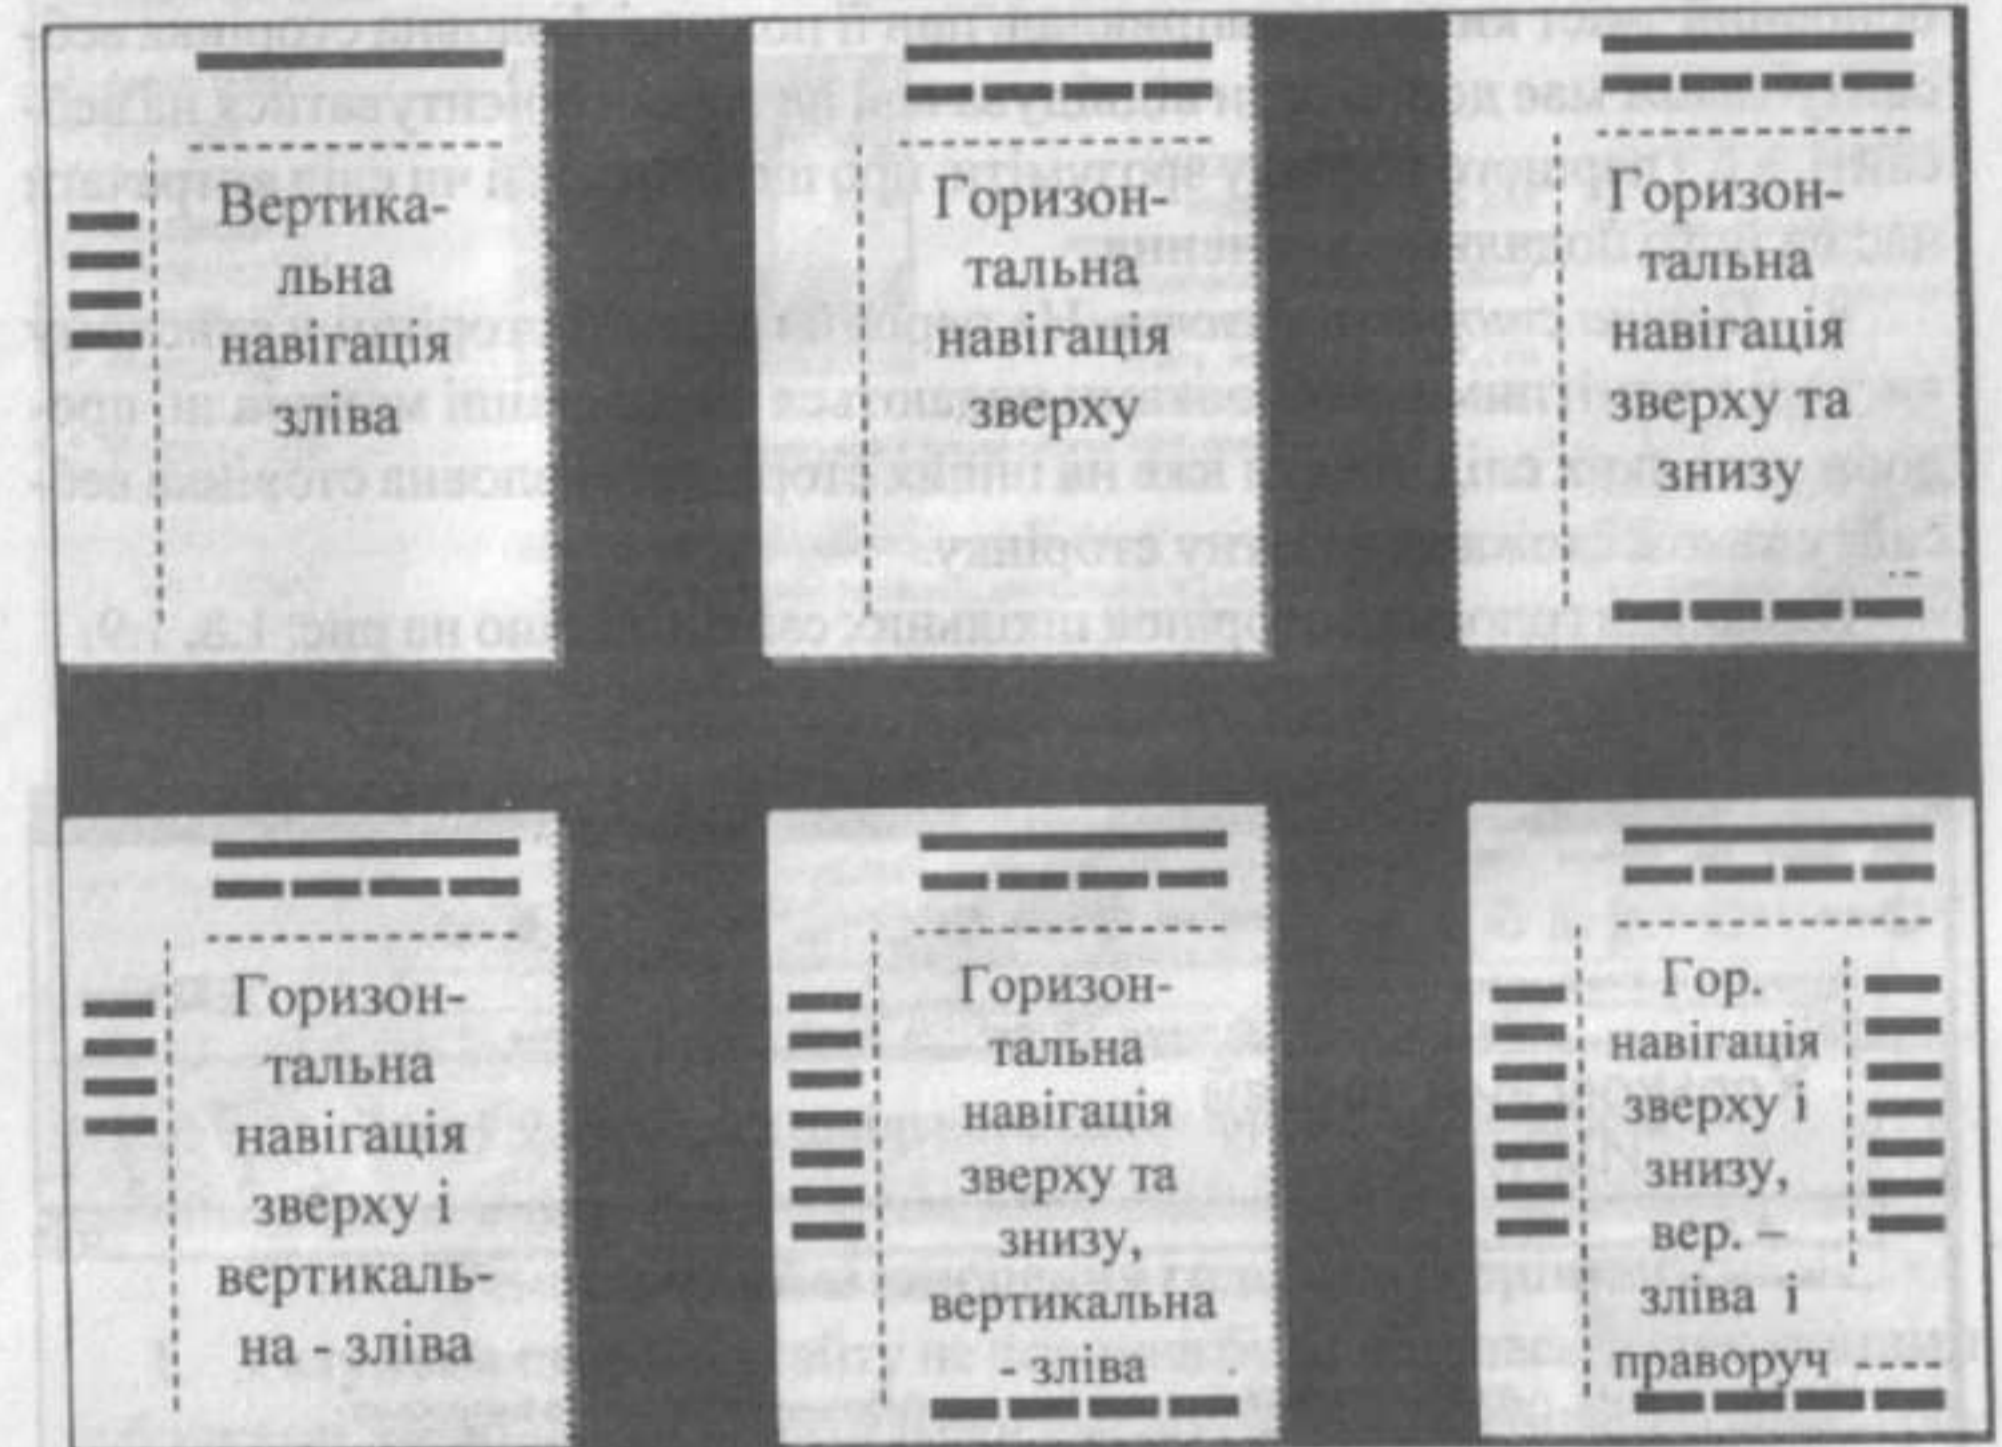 Вертика-
льна
навігація
зліва
Горизон-
тальна
навігація
зверху
Горизон-
тальна
навігація
зверху та
знизу
Горизон-
тальна
навігація
зверху і
вертикаль-
на - зліва
Горизон-
тальна
навігація
зверху та
знизу,
вертикальна
- зліва
Гор.
навігація
зверху і
знизу,
вер. –
зліва і
праворуч